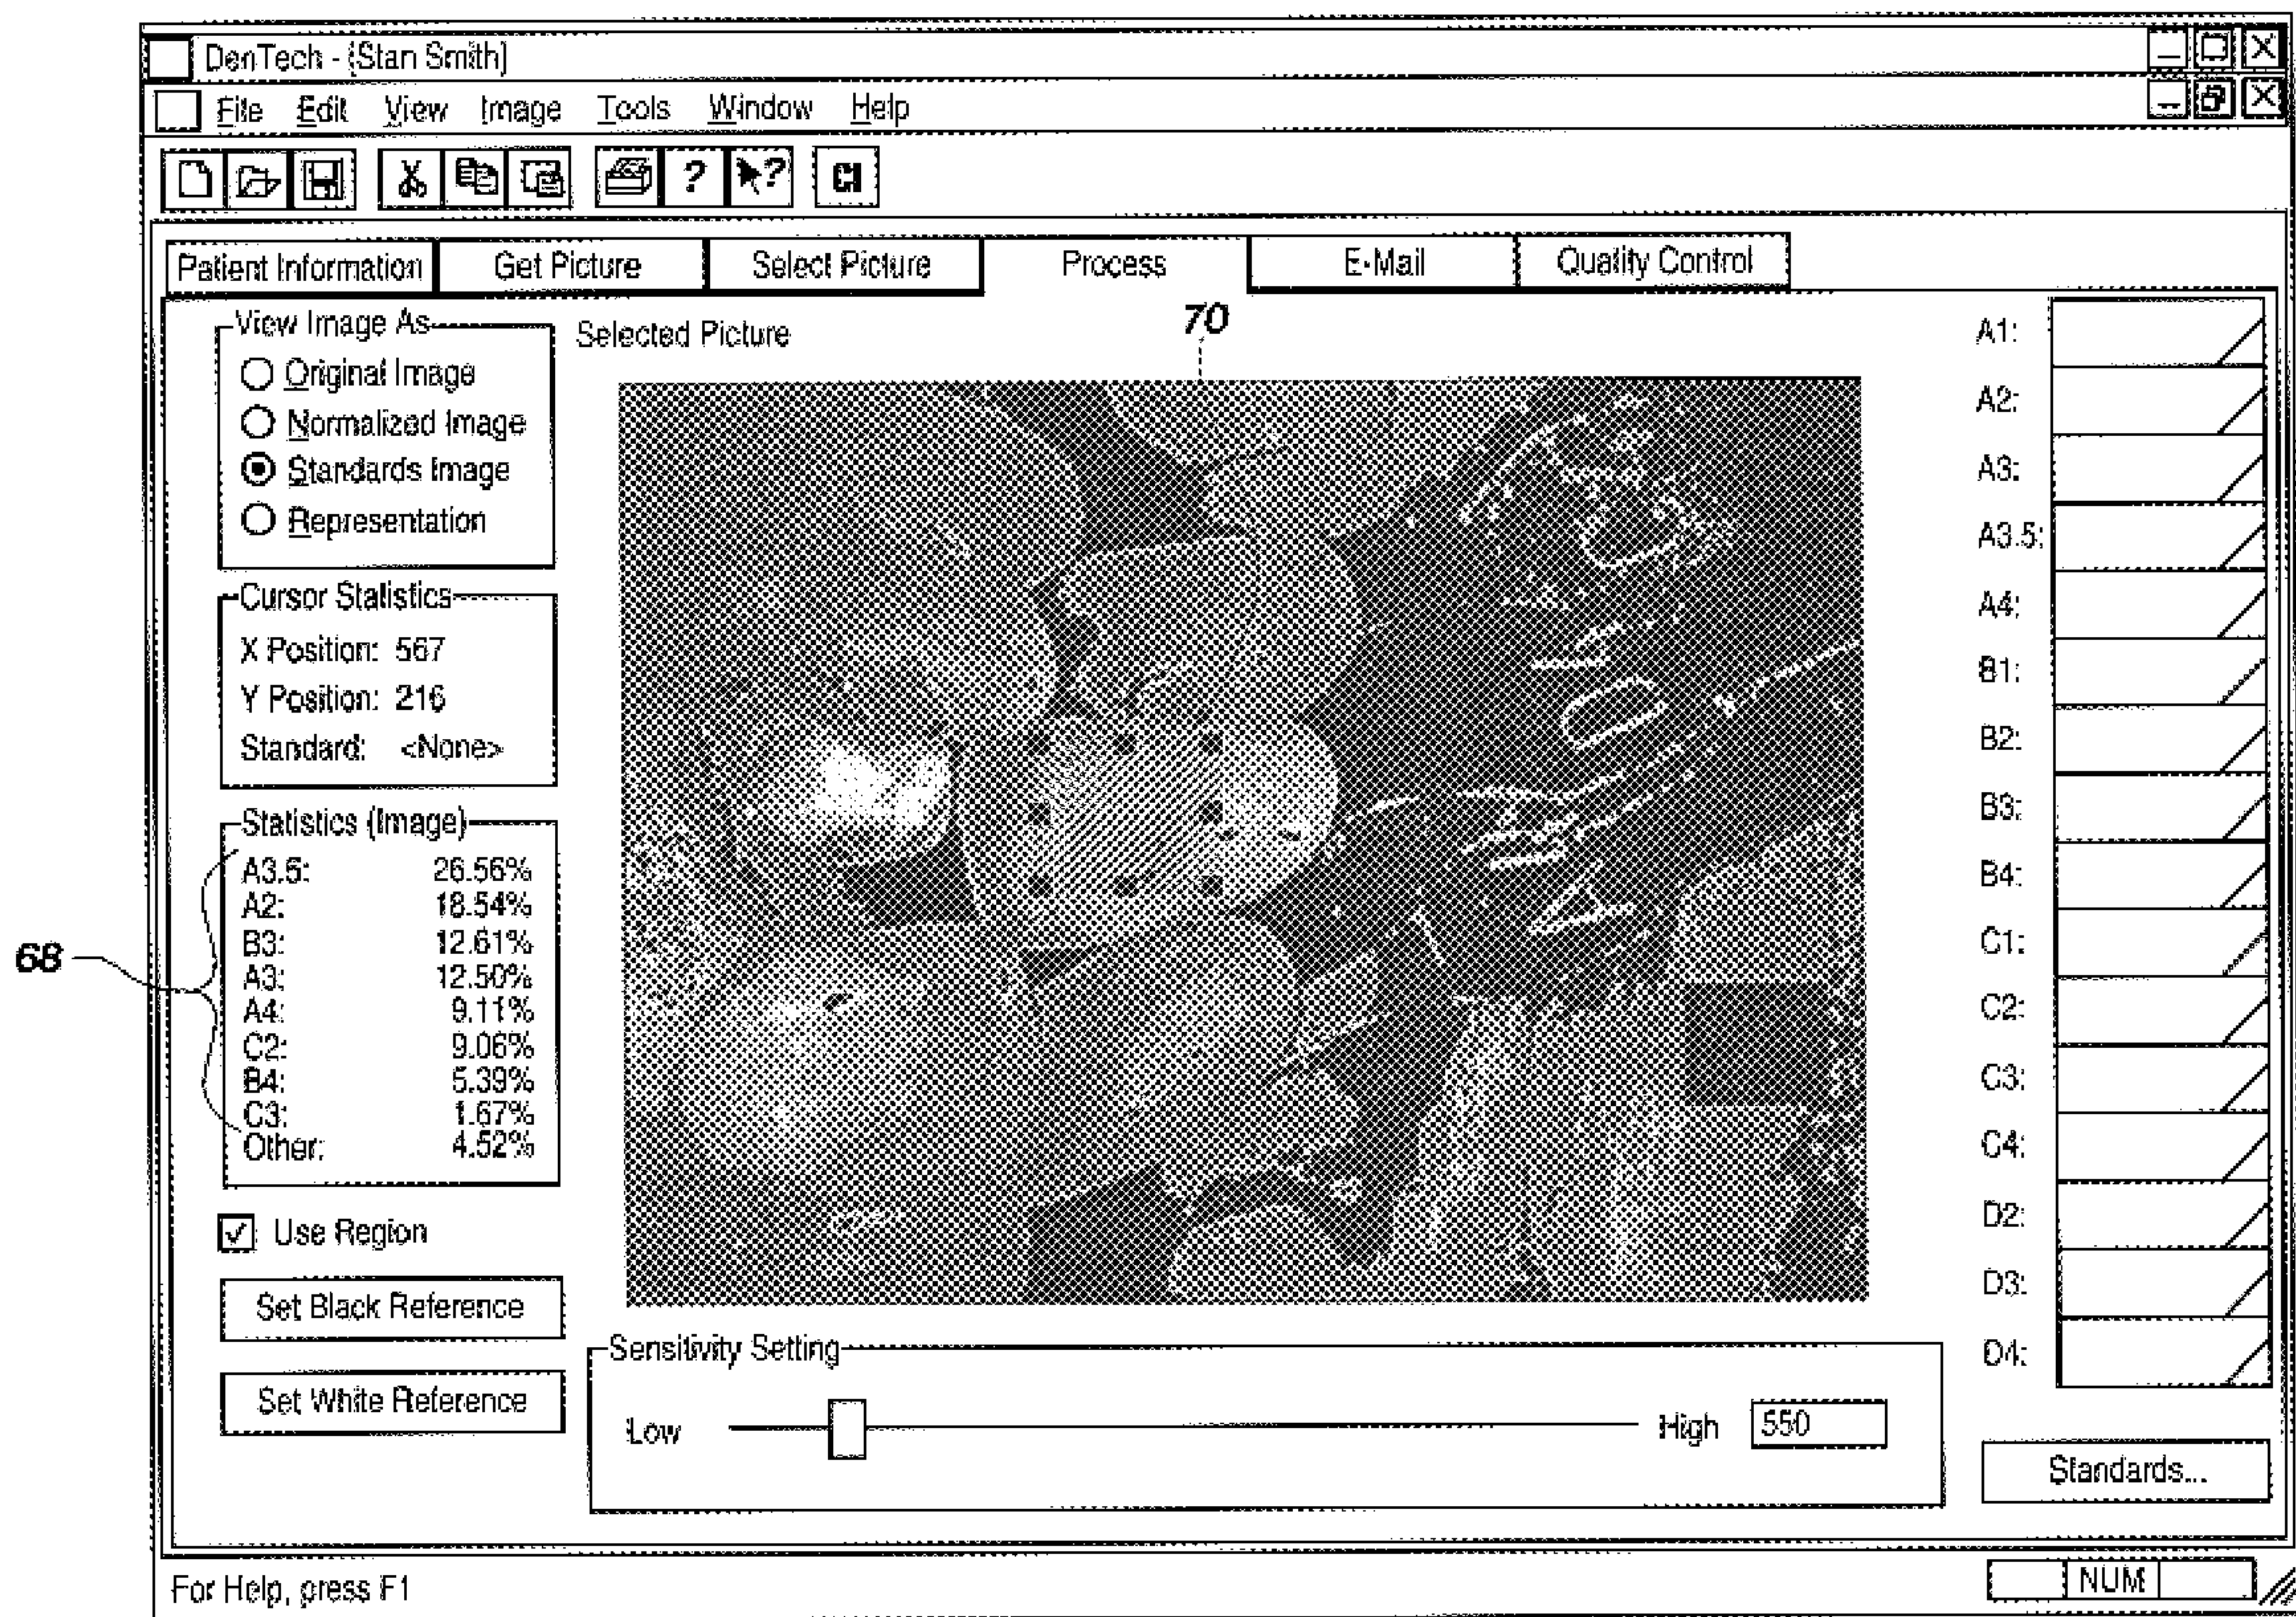 DenTech - (Stan Smith)
File Edit View Image Tools Window Help
? ? CI
Patient Information Get Picture Select Picture Process E-Mail Quality Control
View Image As
Original Image
Normalized Image
Standards Image
Representation
Cursor Statistics
X Position: 567
Y Position: 216
Standard: <None>
Statistics (Image)
A3.5: 26.56%
A2: 18.54%
B3: 12.61%
A3: 12.50%
A4: 9.11%
C2: 9.06%
B4: 5.39%
C3: 1.67%
Other: 4.52%
68
Use Region
Set Black Reference
Set White Reference
Selected Picture
70
Sensitivity Setting
Low High 550
A1:
A2:
A3:
A3.5:
A4:
B1:
B2:
B3:
B4:
C1:
C2:
C3:
C4:
D2:
D3:
D4:
Standards...
For Help, press F1
NUM